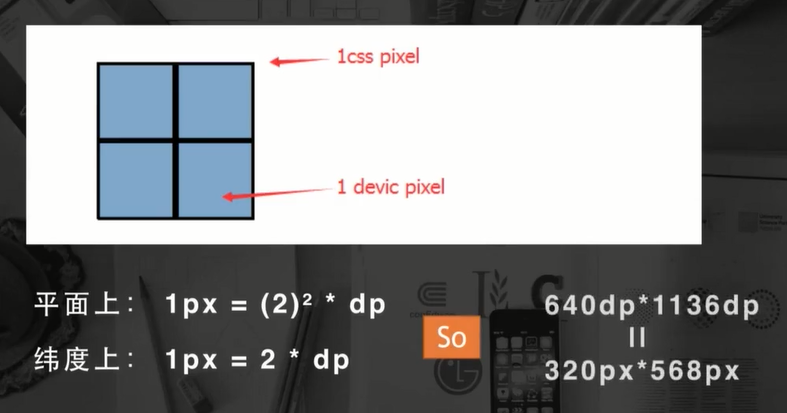 1css pixel
1 devic pixel
平面上： 1px = (2)² * dp
纬度上： 1px = 2 * dp
So
640dp*1136dp
=
320px*568px
LG